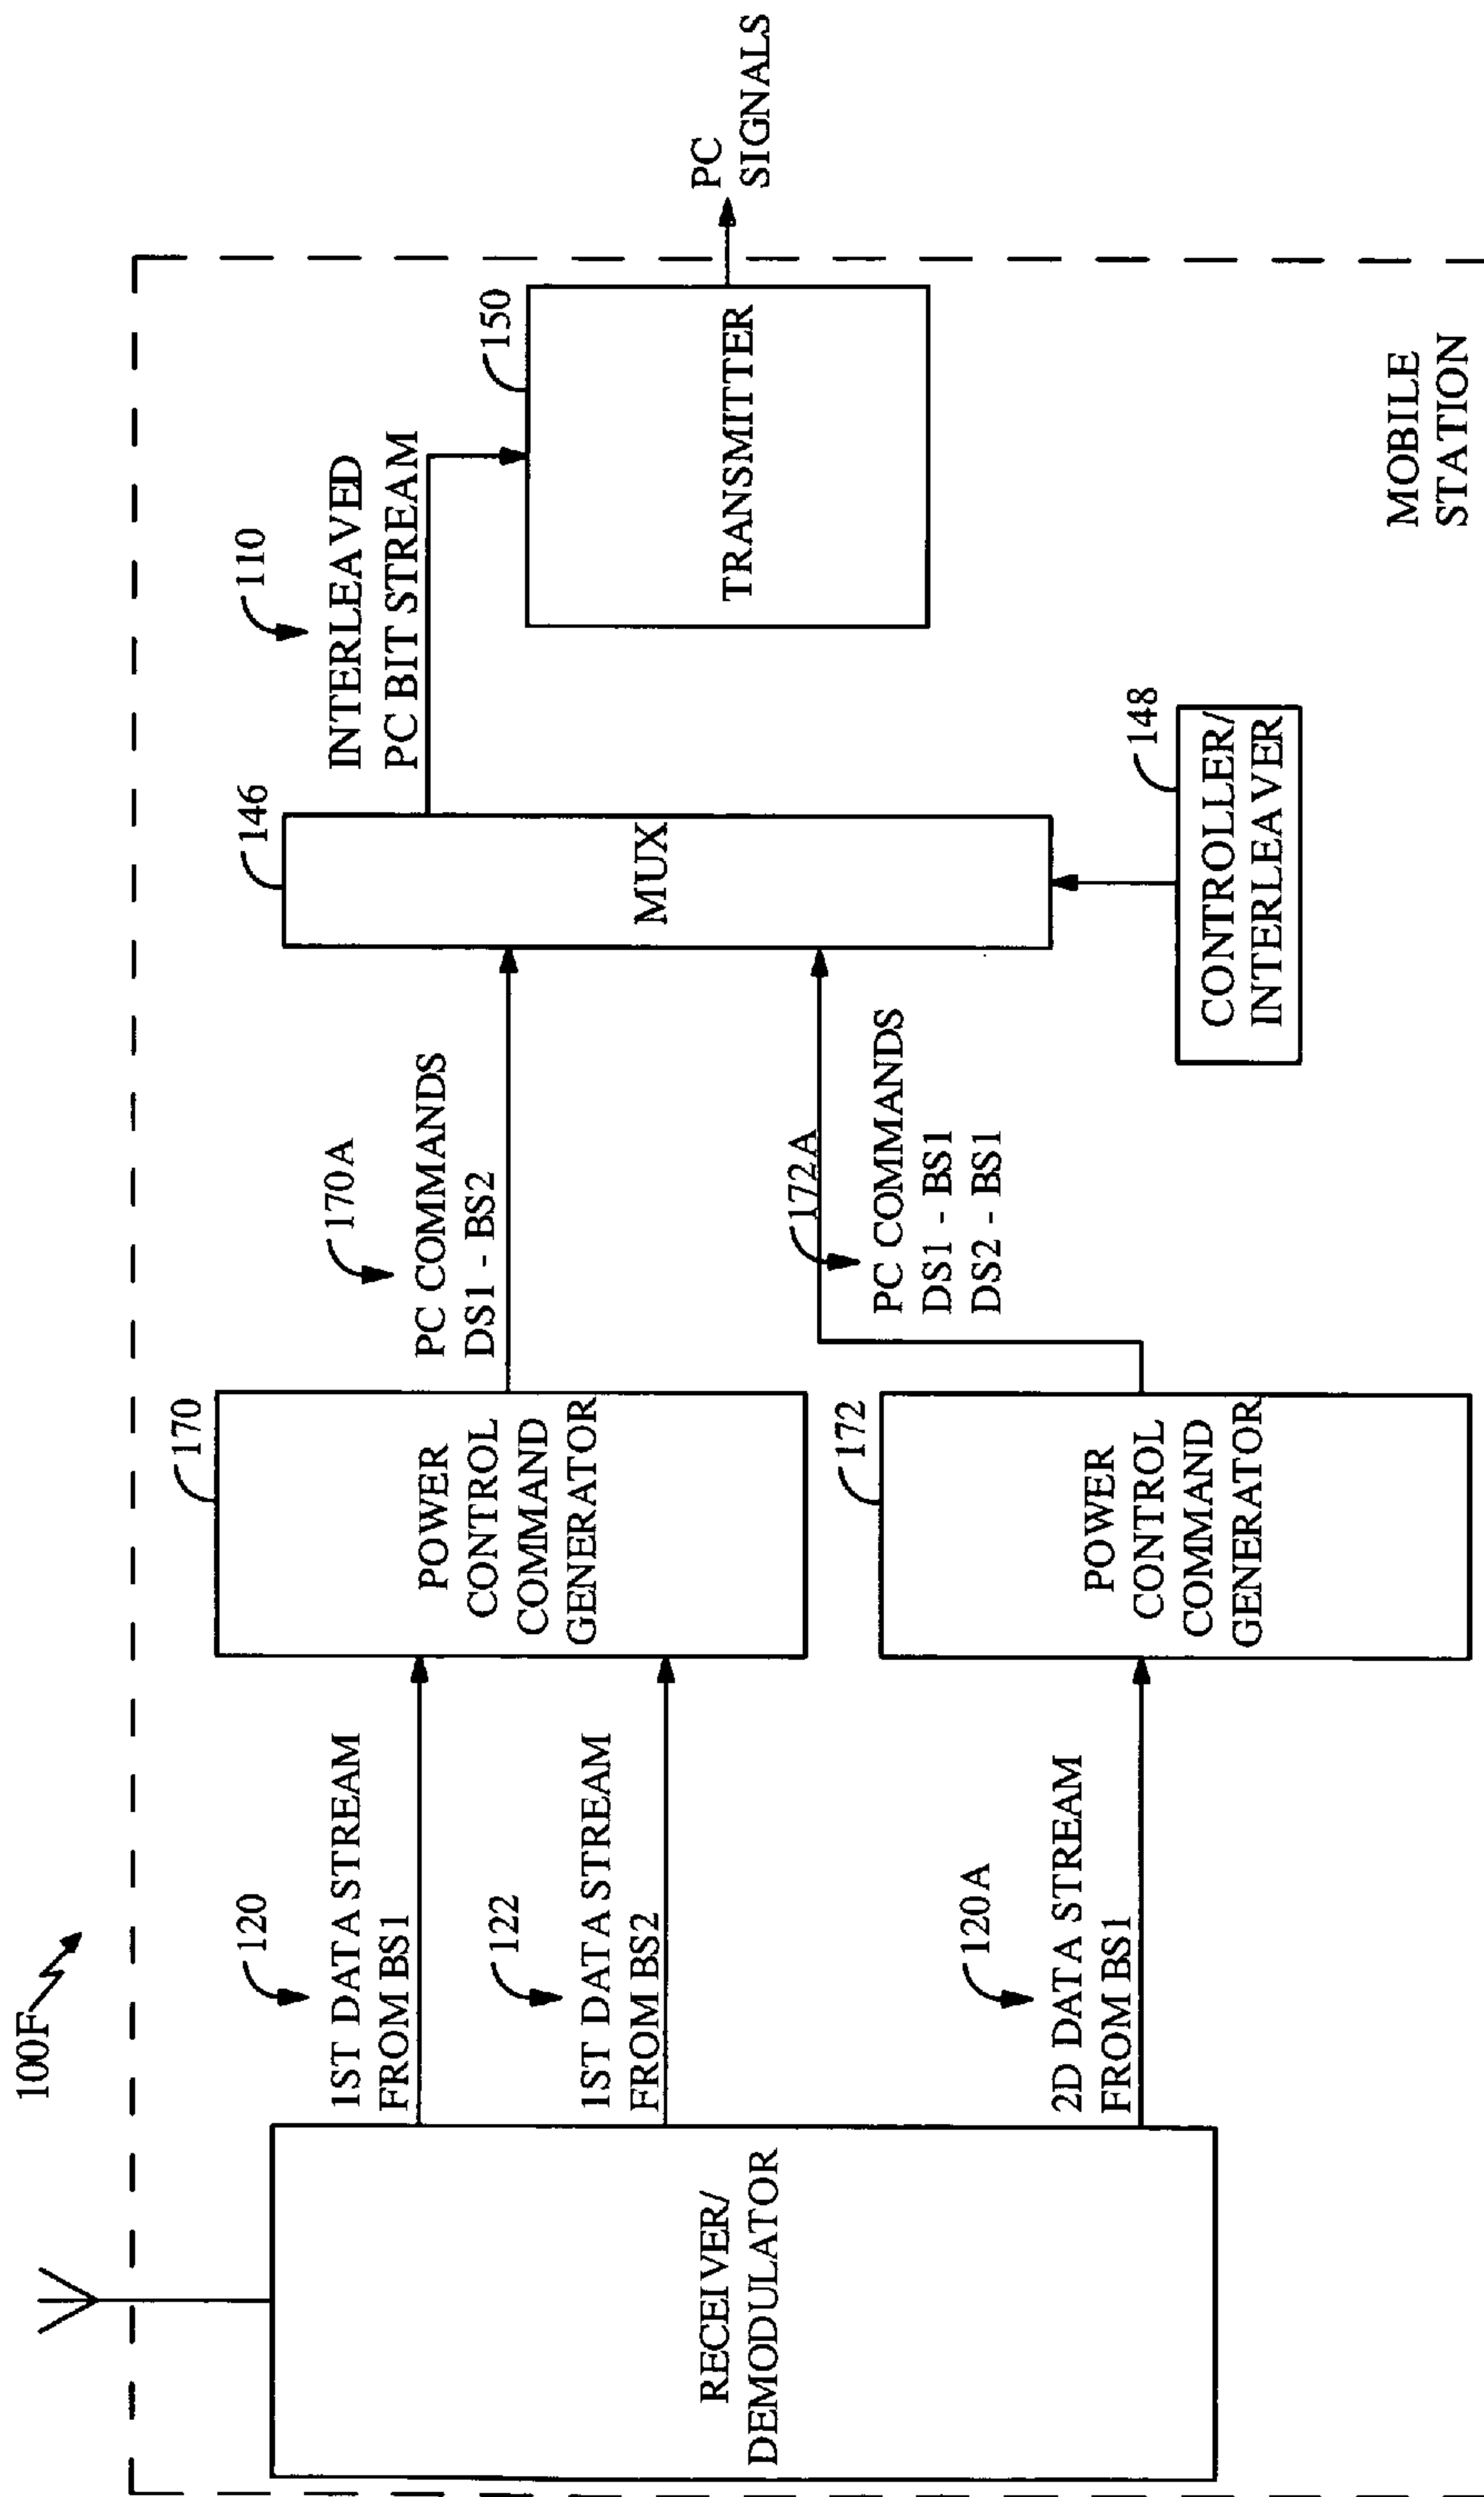 100F
RECEIVER/
DEMODULATOR
120
1ST DATA STREAM
FROM BS1
122
1ST DATA STREAM
FROM BS2
120A
2D DATA STREAM
FROM BS1
170
POWER
CONTROL
COMMAND
GENERATOR
172
POWER
CONTROL
COMMAND
GENERATOR
170A
PC COMMANDS
DS1 - BS2
172A
PC COMMANDS
DS1 - BS1
DS2 - BS1
146
MUX
148
CONTROLLER/
INTERLEAVER
110
INTERLEAVED
PC BIT STREAM
150
TRANSMITTER
PC
SIGNALS
MOBILE
STATION